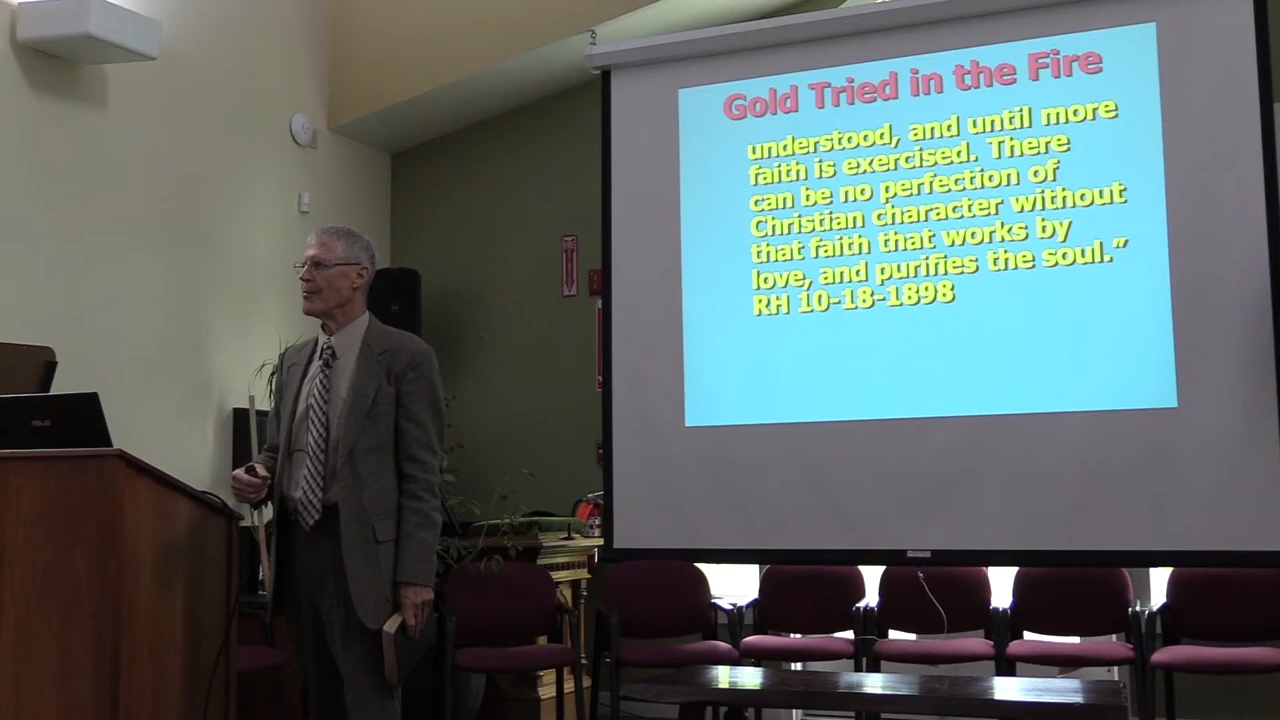 Gold Tried in the Fire
understood, and until more
faith is exercised. There
can be no perfection of
Christian character without
that faith that works by
love, and purifies the soul."
RH 10-18-1898
ASUS